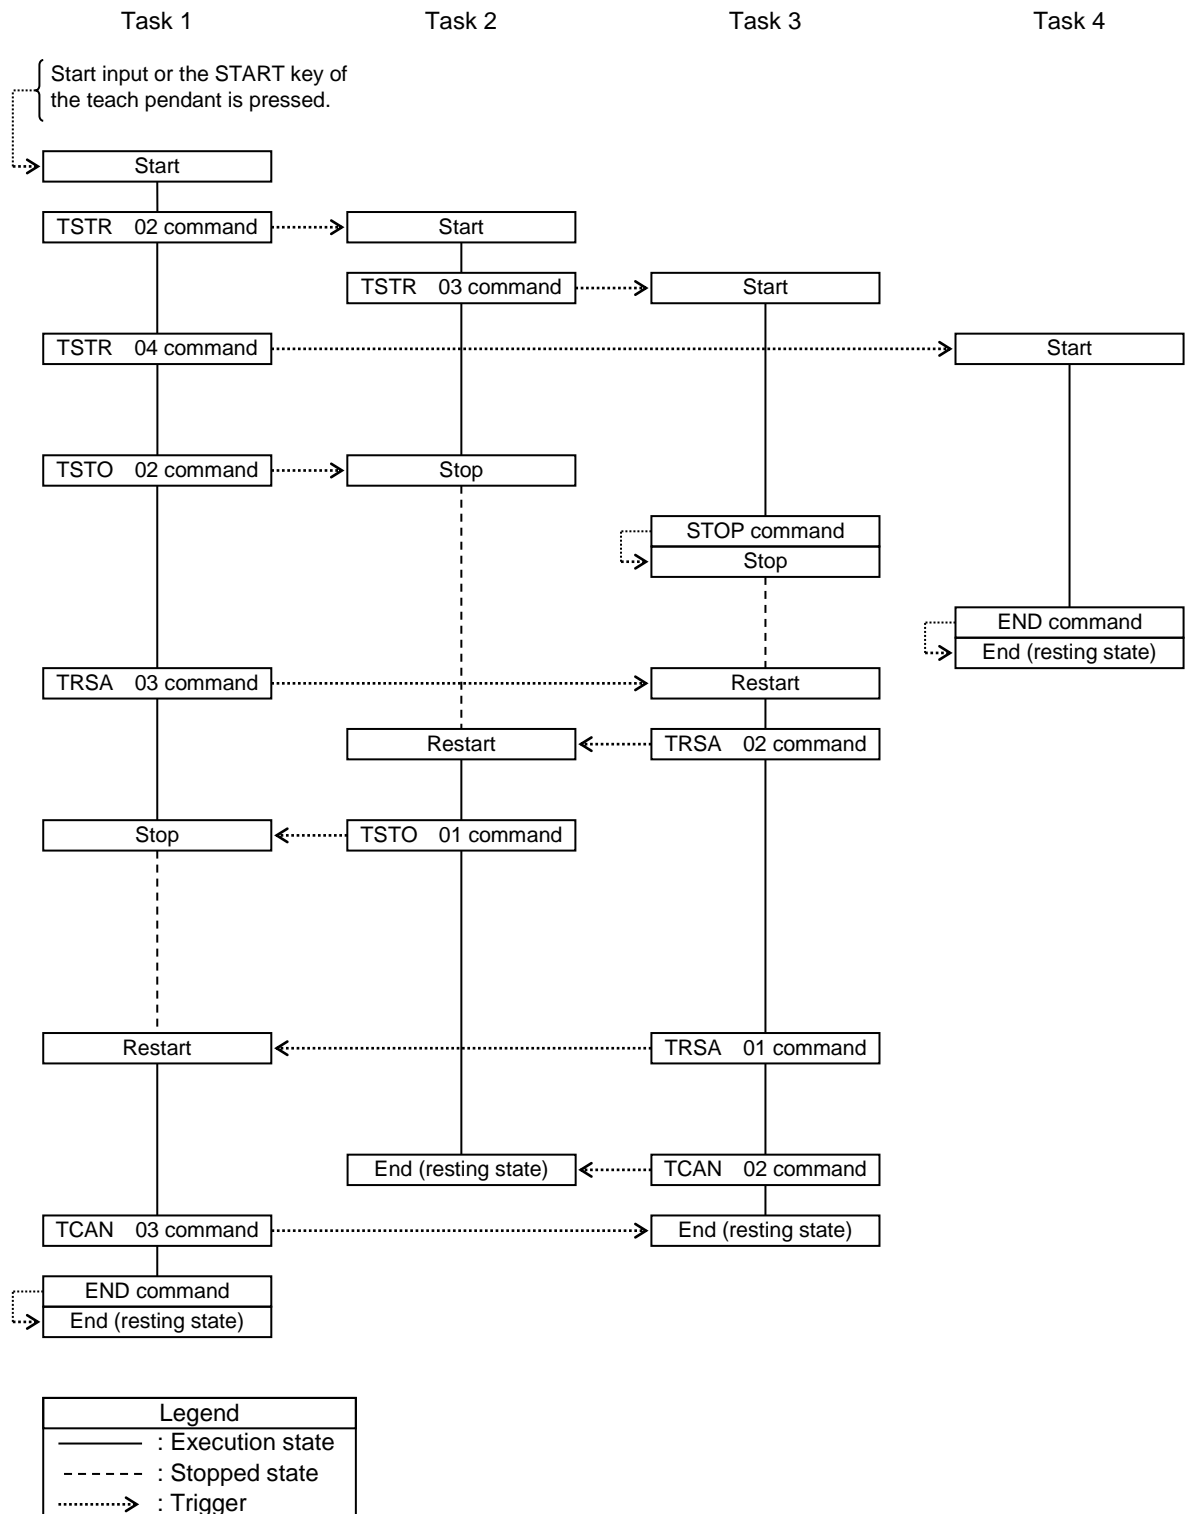 Task 1 Task 2 Task 3 Task 4
Start input or the START key of
the teach pendant is pressed.
Start
TSTR 02 command Start
TSTR 03 command Start
TSTR 04 command Start
TSTO 02 command Stop
STOP command
Stop
END command
End (resting state)
TRSA 03 command Restart
Restart TRSA 02 command
Stop TSTO 01 command
Restart TRSA 01 command
End (resting state) TCAN 02 command
TCAN 03 command End (resting state)
END command
End (resting state)
Legend
: Execution state
: Stopped state
: Trigger